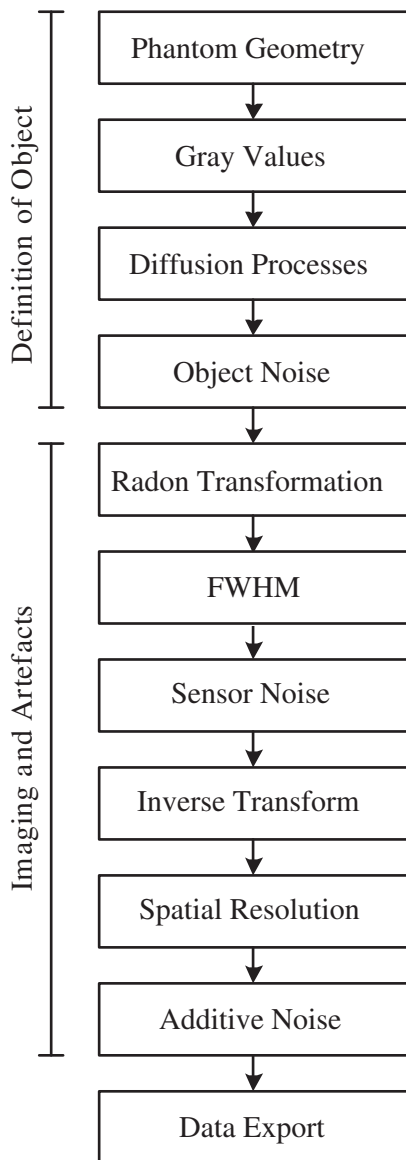 Definition of Object
Phantom Geometry
Gray Values
Diffusion Processes
Object Noise
Imaging and Artefacts
Radon Transformation
FWHM
Sensor Noise
Inverse Transform
Spatial Resolution
Additive Noise
Data Export